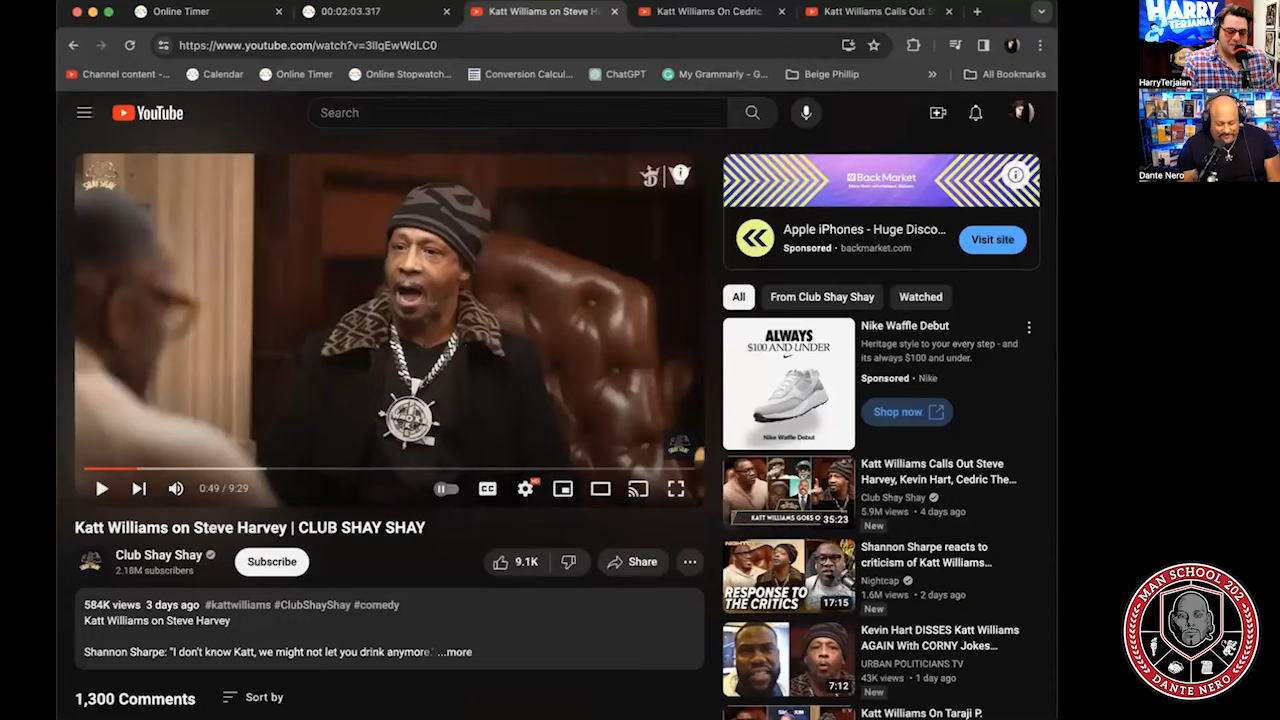 Online Timer
00:02:03.317
Katt Williams on Steve H
Katt Williams On Cedric
Katt Williams Calls Out S
https://www.youtube.com/watch?v=3lIqEwWdLC0
Channel content -...
Calendar
Online Timer
Online Stopwatch...
Conversion Calcul...
ChatGPT
My Grammarly - G...
Beige Phillip
All Bookmarks
YouTube
Search
SHAY SHAY
0:49 / 9:29
CC
HD
BackMarket
Apple iPhones - Huge Disco...
Sponsored · backmarket.com
Visit site
All
From Club Shay Shay
Watched
ALWAYS
$100 AND UNDER
Nike Waffle Debut
Nike Waffle Debut
Heritage style to your every step - and
its always $100 and under.
Sponsored · Nike
Shop now
KATT WILLIAMS GOES O
35:23
Katt Williams Calls Out Steve
Harvey, Kevin Hart, Cedric The...
Club Shay Shay
5.9M views · 4 days ago
New
RESPONSE TO
THE CRITICS
17:15
Shannon Sharpe reacts to
criticism of Katt Williams...
Nightcap
1.6M views · 2 days ago
New
7:12
Kevin Hart DISSES Katt Williams
AGAIN With CORNY Jokes...
URBAN POLITICIANS TV
43K views · 1 day ago
New
Katt Williams On Taraji P.
Katt Williams on Steve Harvey | CLUB SHAY SHAY
Club Shay Shay
2.18M subscribers
Subscribe
9.1K
Share
584K views 3 days ago #kattwilliams #ClubShayShay #comedy
Katt Williams on Steve Harvey
Shannon Sharpe: "I don't know Katt, we might not let you drink anymore." ...more
1,300 Comments
Sort by
HARRY
TERJANIAN
HarryTerjaian
Dante Nero
MAN SCHOOL 202
DANTE NERO